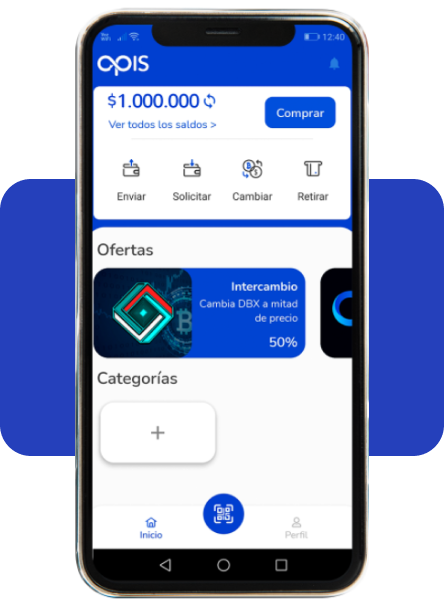 12:40
OPIS
$1.000.000
Ver todos los saldos >
Comprar
Enviar
Solicitar
Cambiar
Retirar
Ofertas
Intercambio
Cambia DBX a mitad
de precio
50%
Categorías
+
Inicio
Perfil